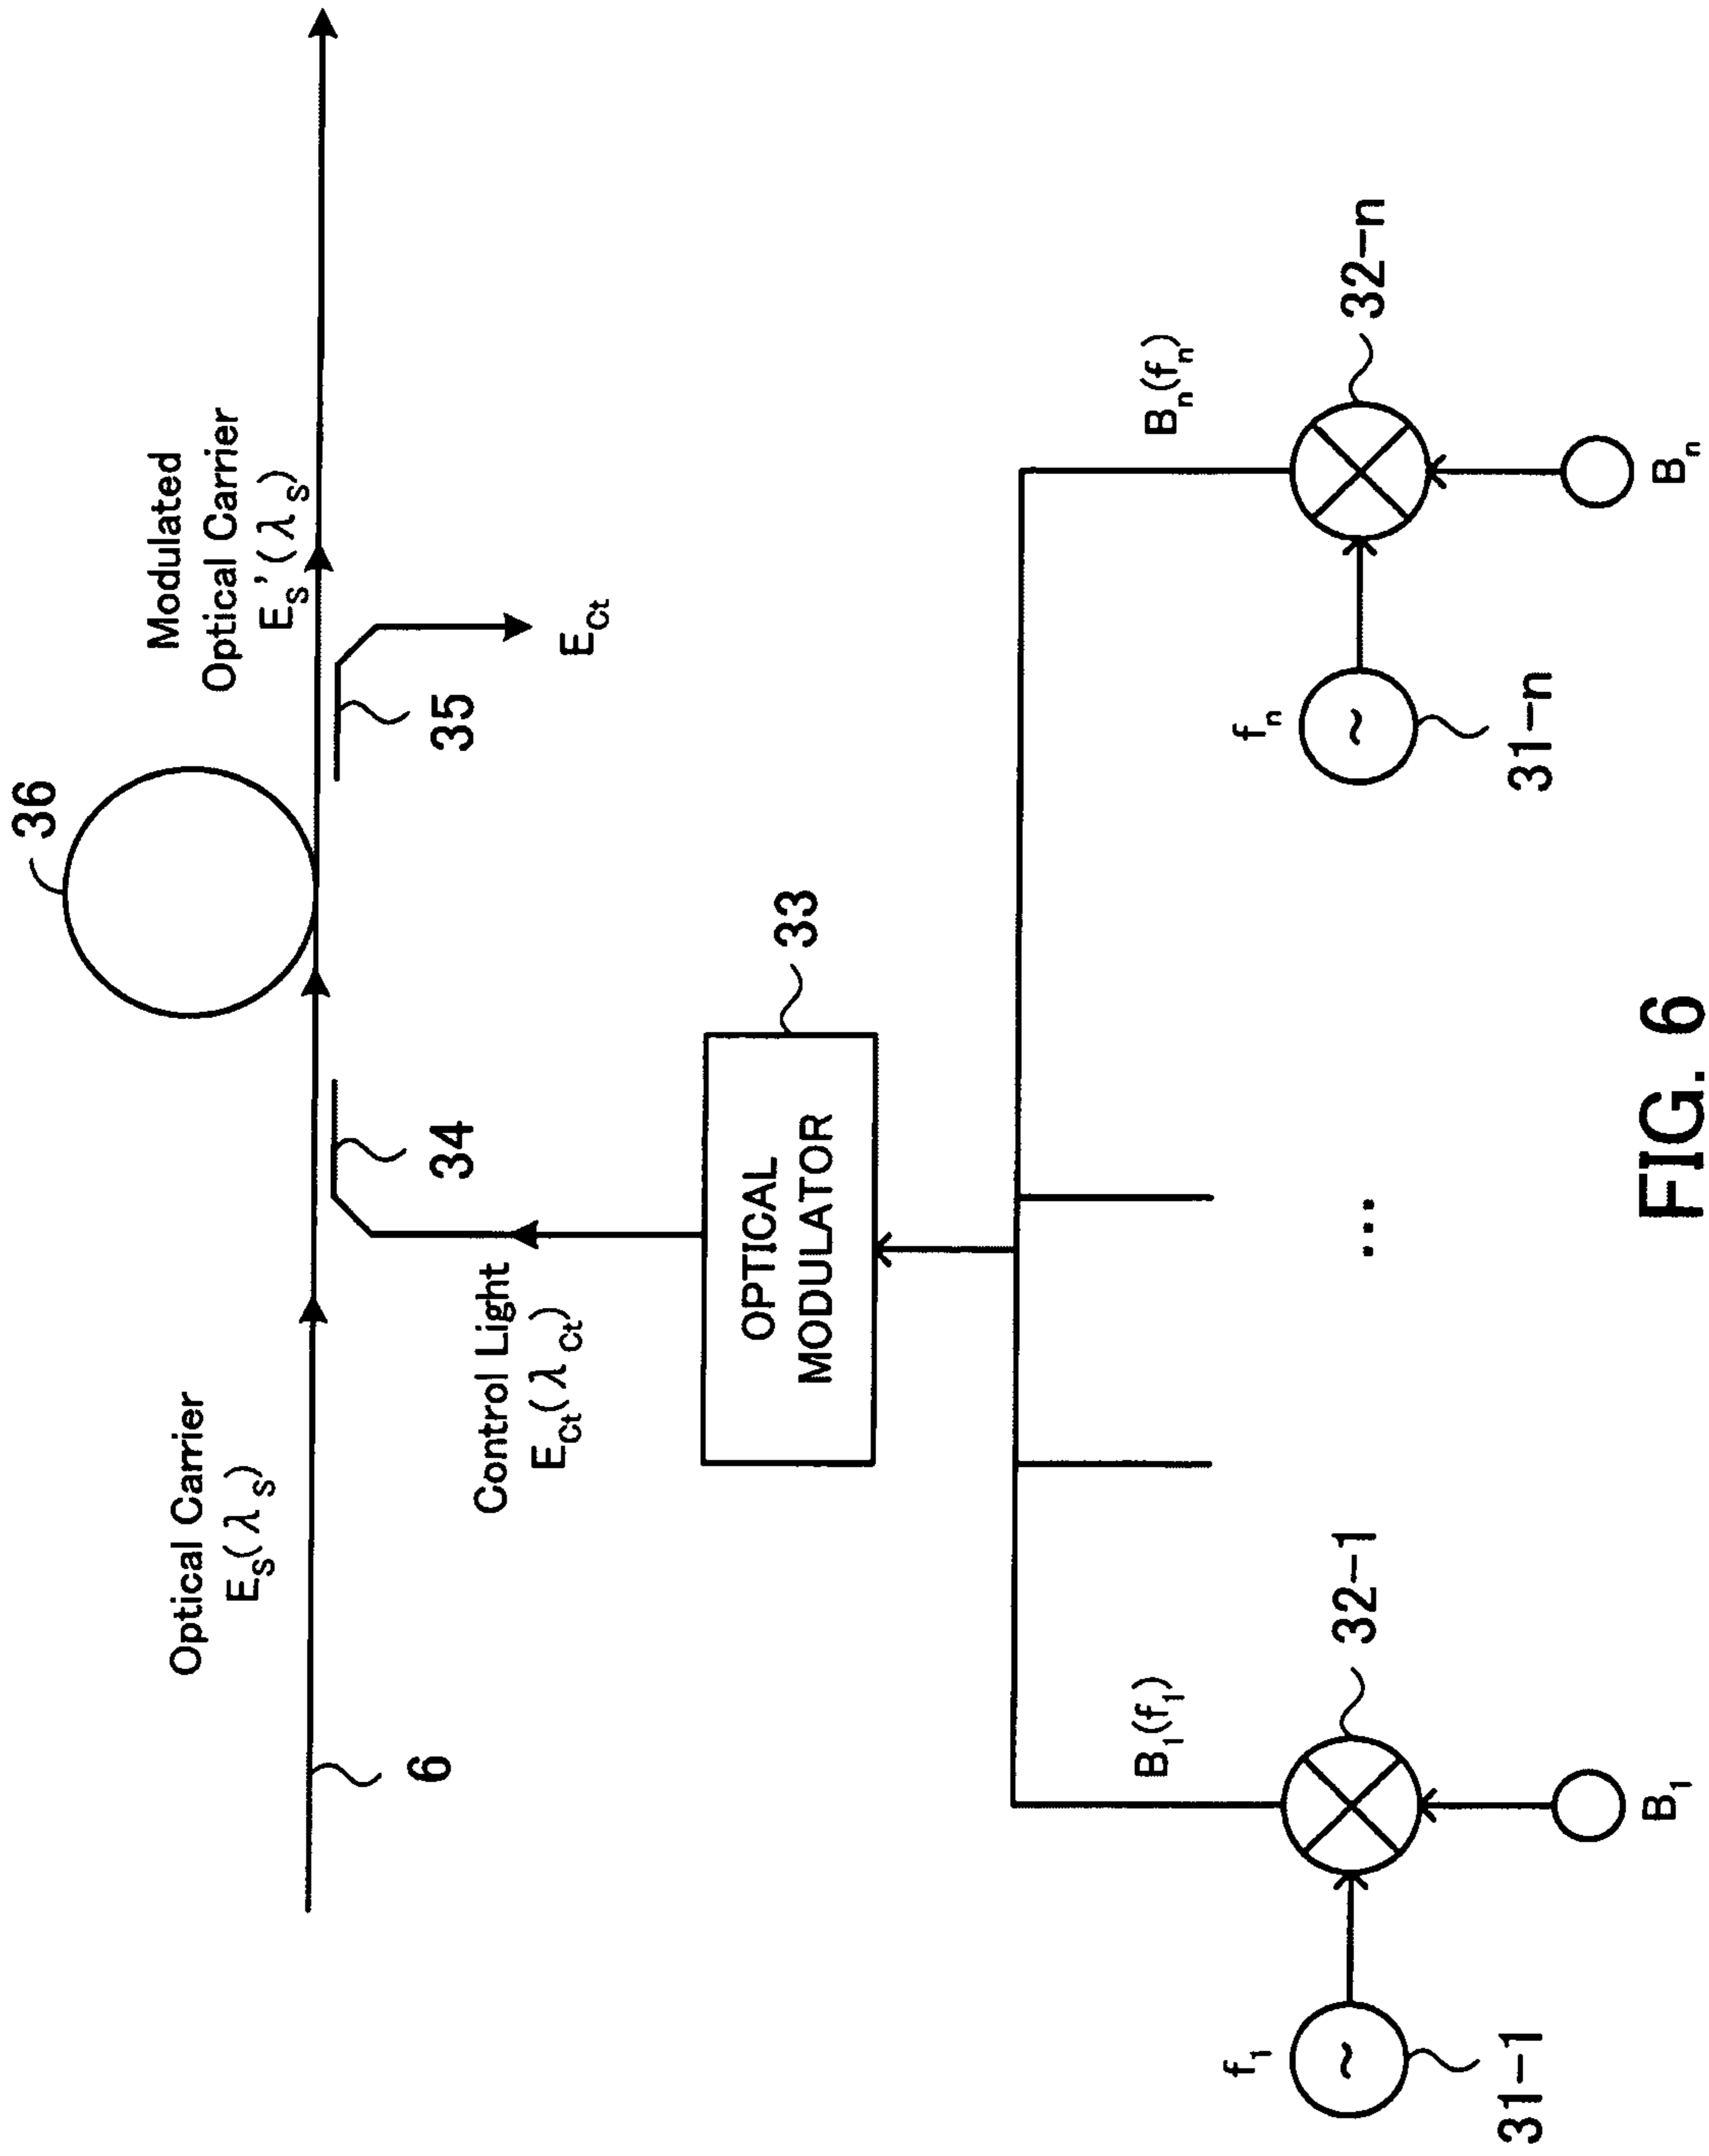 36
Modulated
Optical Carrier
E_S'(λ_S)
Optical Carrier
E_S(λ_S)
6
34
35
E_Ct
Control Light
E_Ct(λ_Ct)
OPTICAL
MODULATOR
33
B_1(f_1)
B_n(f_n)
32-1
32-n
f_1
f_n
~
~
31-1
31-n
...
B_1
B_n
FIG. 6